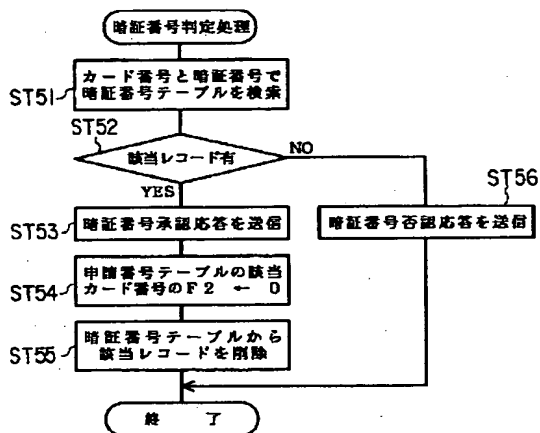 暗証番号判定処理
ST51
カード番号と暗証番号で
暗証番号テーブルを検索
ST52
該当レコード有
NO
YES
ST53
暗証番号承認応答を送信
ST56
暗証番号否認応答を送信
ST54
申請番号テーブルの該当
カード番号のF2 ← 0
ST55
暗証番号テーブルから
該当レコードを削除
終 了